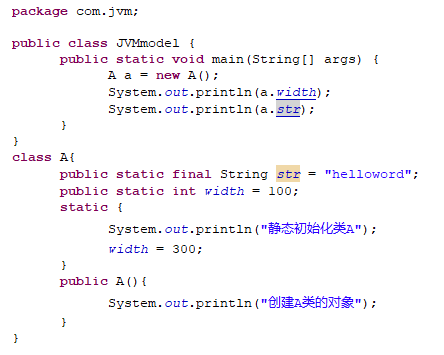 package com.jvm;
public class JVMmodel {
public static void main(String[] args) {
A a = new A();
System.out.println(a.width);
System.out.println(a.str);
}
}
class A{
public static final String str = "helloword";
public static int width = 100;
static {
System.out.println("静态初始化类A");
width = 300;
}
public A(){
System.out.println("创建A类的对象");
}
}